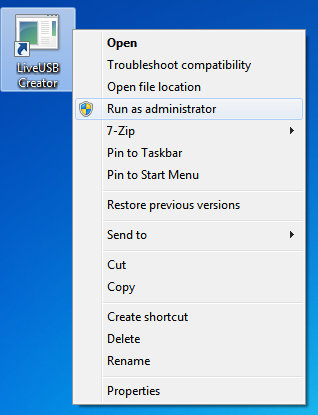 LiveUSB
Creator
Open
Troubleshoot compatibility
Open file location
Run as administrator
7-Zip
Pin to Taskbar
Pin to Start Menu
Restore previous versions
Send to
Cut
Copy
Create shortcut
Delete
Rename
Properties